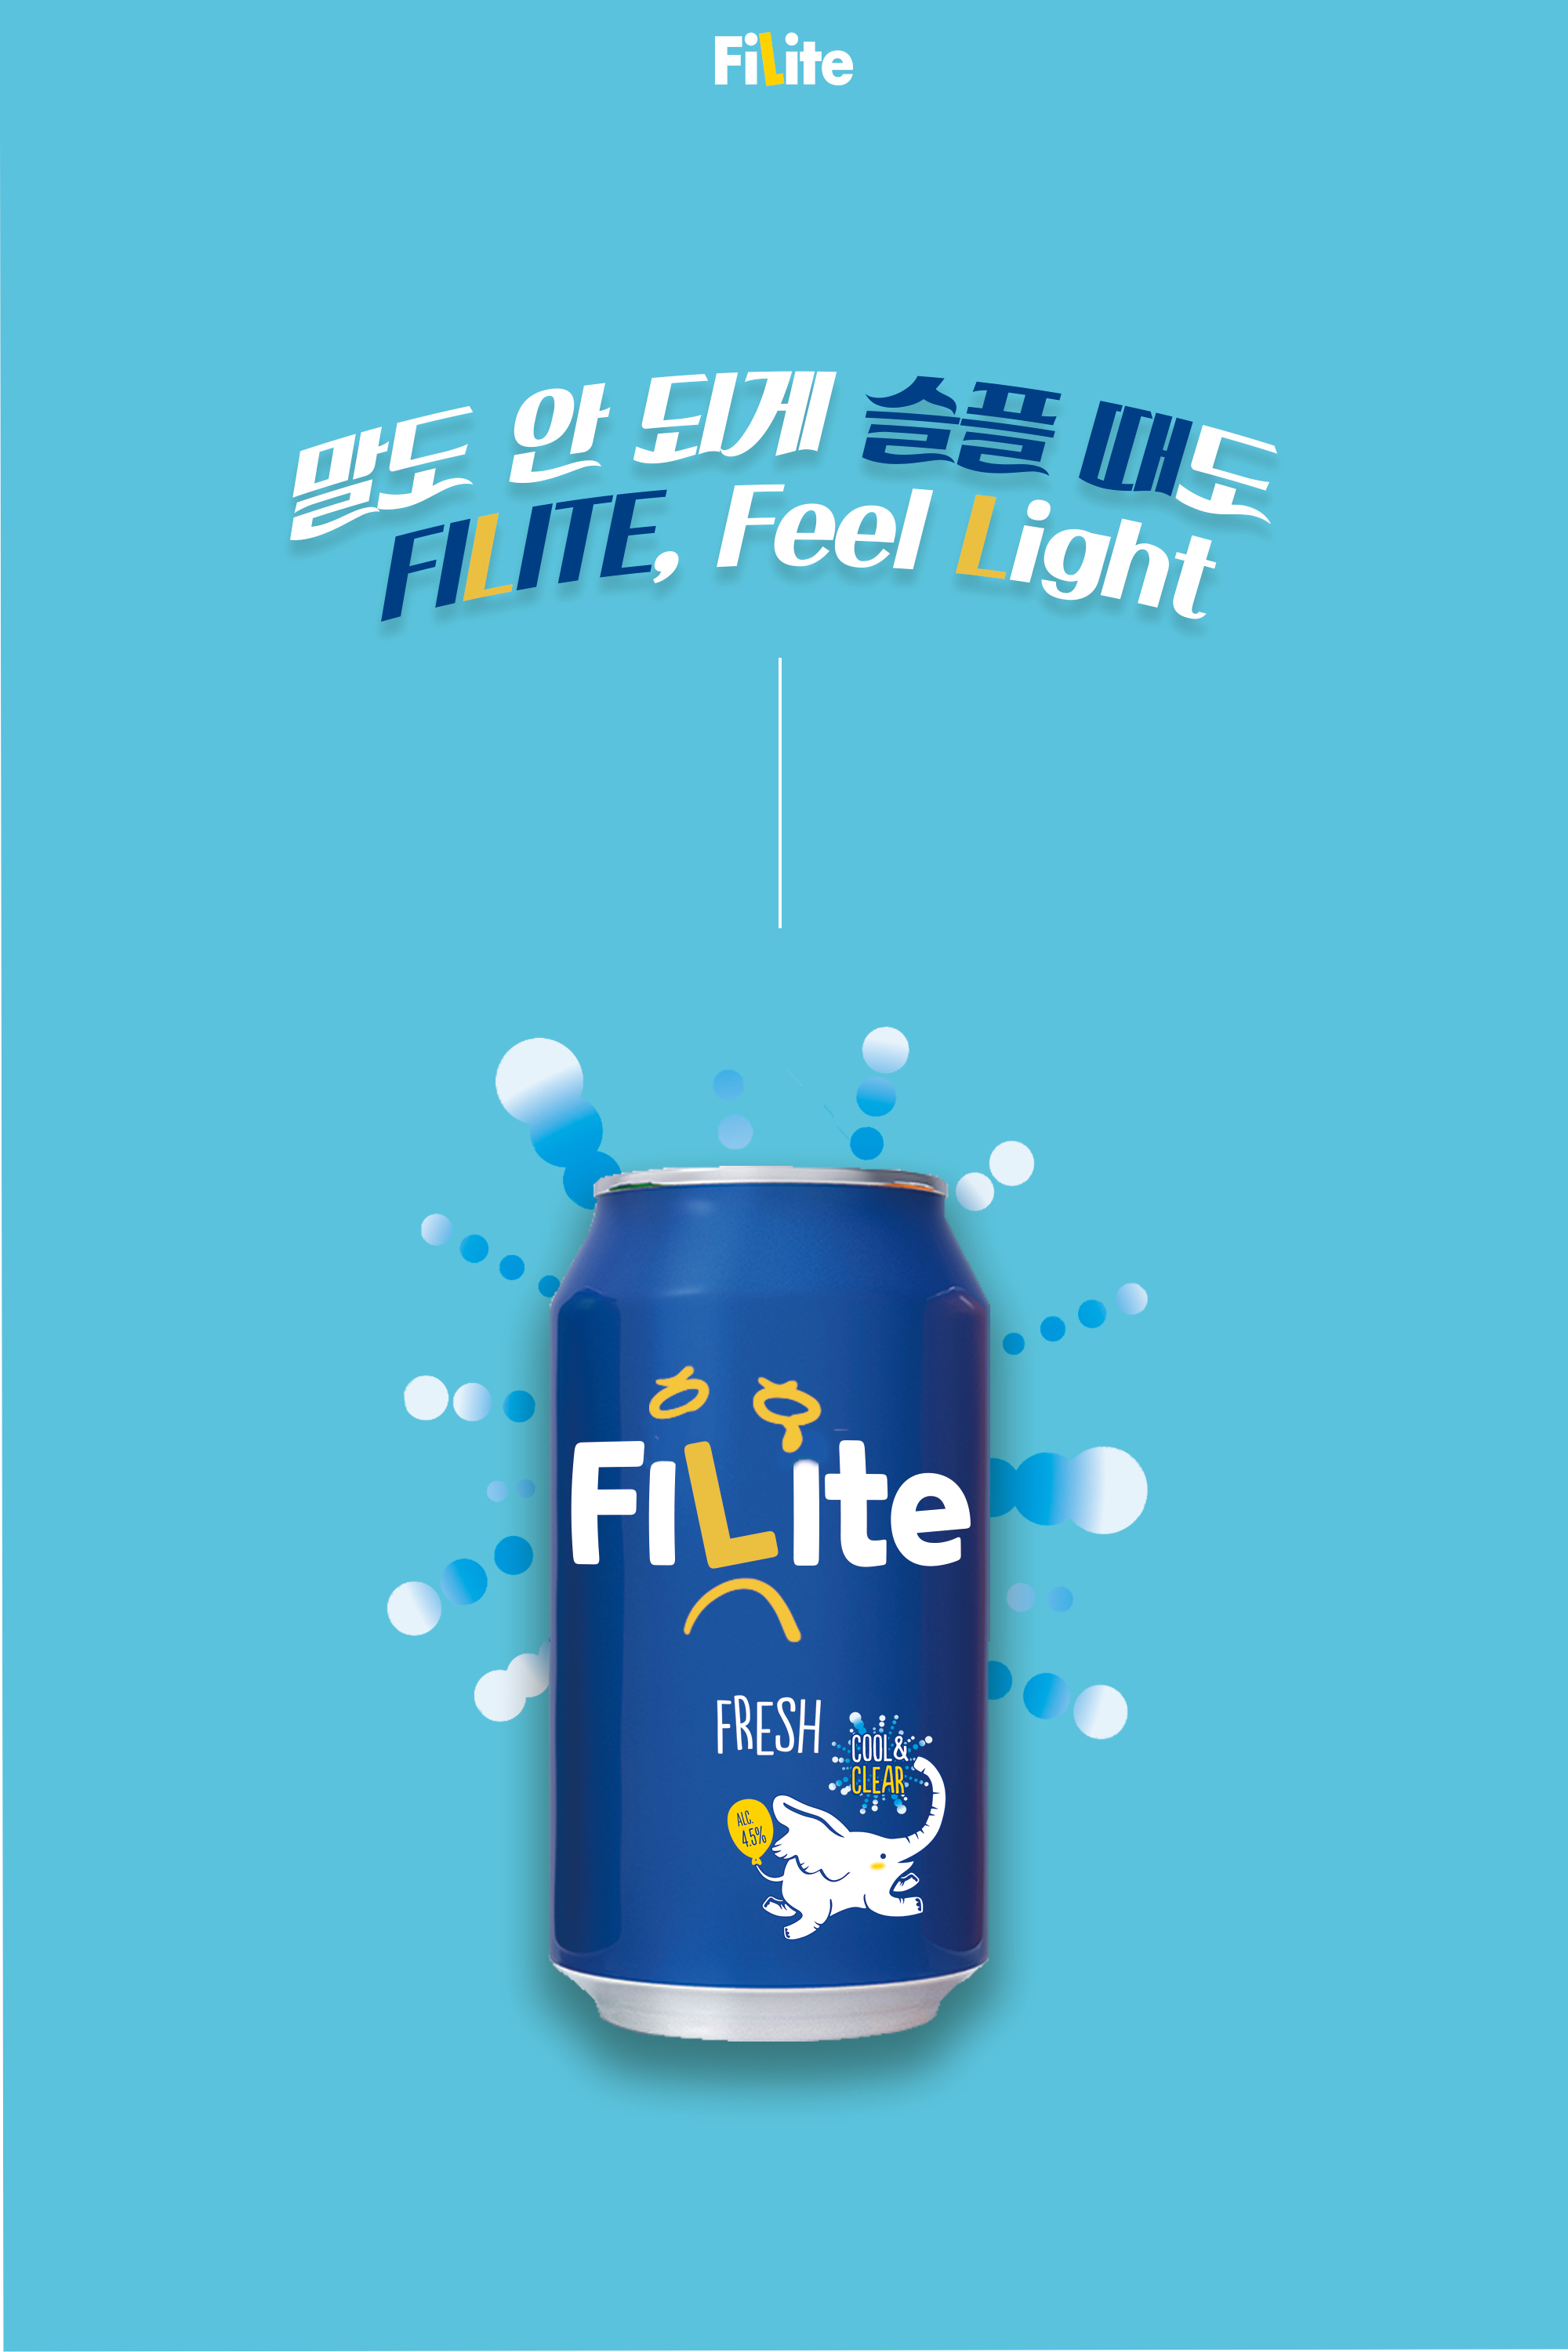 FiLite
말도 안 되게 슬플 때도
FILITE, Feel Light
FiLite
FRESH
COOL &
CLEAR
ALC.
4.5%